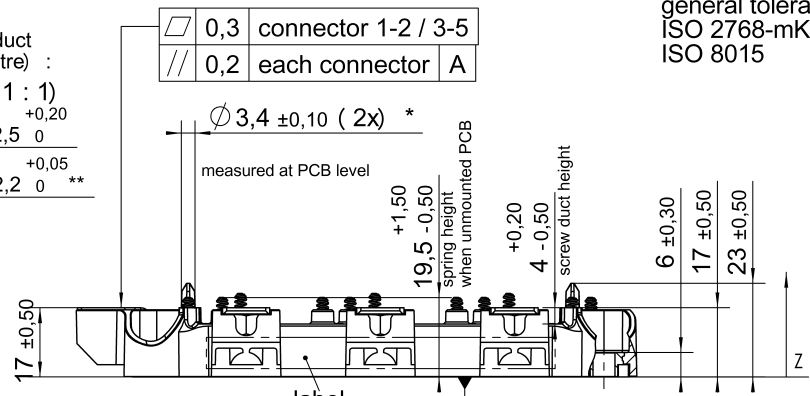 duct
tre) :
1 : 1)
+0,20
2,5 0
+0,05
2,2 0 **
0,3 connector 1-2 / 3-5
// 0,2 each connector A
general tolera
ISO 2768-mK
ISO 8015
∅ 3,4 ±0,10 ( 2x) *
measured at PCB level
+1,50
19,5 -0,50
spring height
when unmounted PCB
+0,20
4 -0,50
screw duct height
6 ±0,30
17 ±0,50
23 ±0,50
17 ±0,50
Z
label